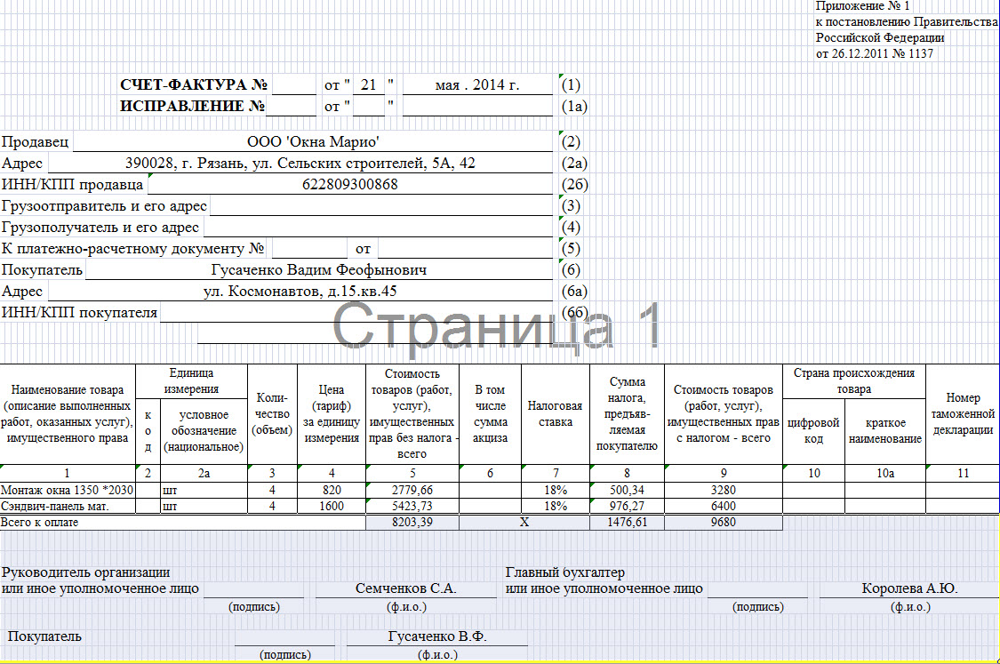 Приложение № 1
к постановлению Правительства
Российской Федерации
от 26.12.2011 № 1137
СЧЕТ-ФАКТУРА № от " 21 " мая . 2014 г. (1)
ИСПРАВЛЕНИЕ № от " " (1а)
Продавец ООО 'Окна Марио' (2)
Адрес 390028, г. Рязань, ул. Сельских строителей, 5А, 42 (2а)
ИНН/КПП продавца 622809300868 (2б)
Грузоотправитель и его адрес (3)
Грузополучатель и его адрес (4)
К платежно-расчетному документу № от (5)
Покупатель Гусаченко Вадим Феофынович (6)
Адрес ул. Космонавтов, д.15.кв.45 (6а)
ИНН/КПП покупателя (6б)
Страница 1
Наименование товара
(описание выполненных
работ, оказанных услуг),
имущественного права
Единица
измерения
к
о
д
условное
обозначение
(национальное)
Коли-
чество
(объем)
Цена
(тариф)
за единицу
измерения
Стоимость
товаров (работ,
услуг),
имущественных
прав без налога -
всего
В том
числе
сумма
акциза
Налоговая
ставка
Сумма
налога,
предъяв-
ляемая
покупателю
Стоимость товаров
(работ, услуг),
имущественных прав
с налогом - всего
Страна происхождения
товара
цифровой
код
краткое
наименование
Номер
таможенной
декларации
1 2 2а 3 4 5 6 7 8 9 10 10а 11
Монтаж окна 1350 *2030 шт 4 820 2779,66 18% 500,34 3280
Сэндвич-панель мат. шт 4 1600 5423,73 18% 976,27 6400
Всего к оплате 8203,39 Х 1476,61 9680
Руководитель организации Главный бухгалтер
или иное уполномоченное лицо Семченков С.А. или иное уполномоченное лицо Королева А.Ю.
(подпись) (ф.и.о.) (подпись) (ф.и.о.)
Покупатель Гусаченко В.Ф.
(подпись) (ф.и.о.)